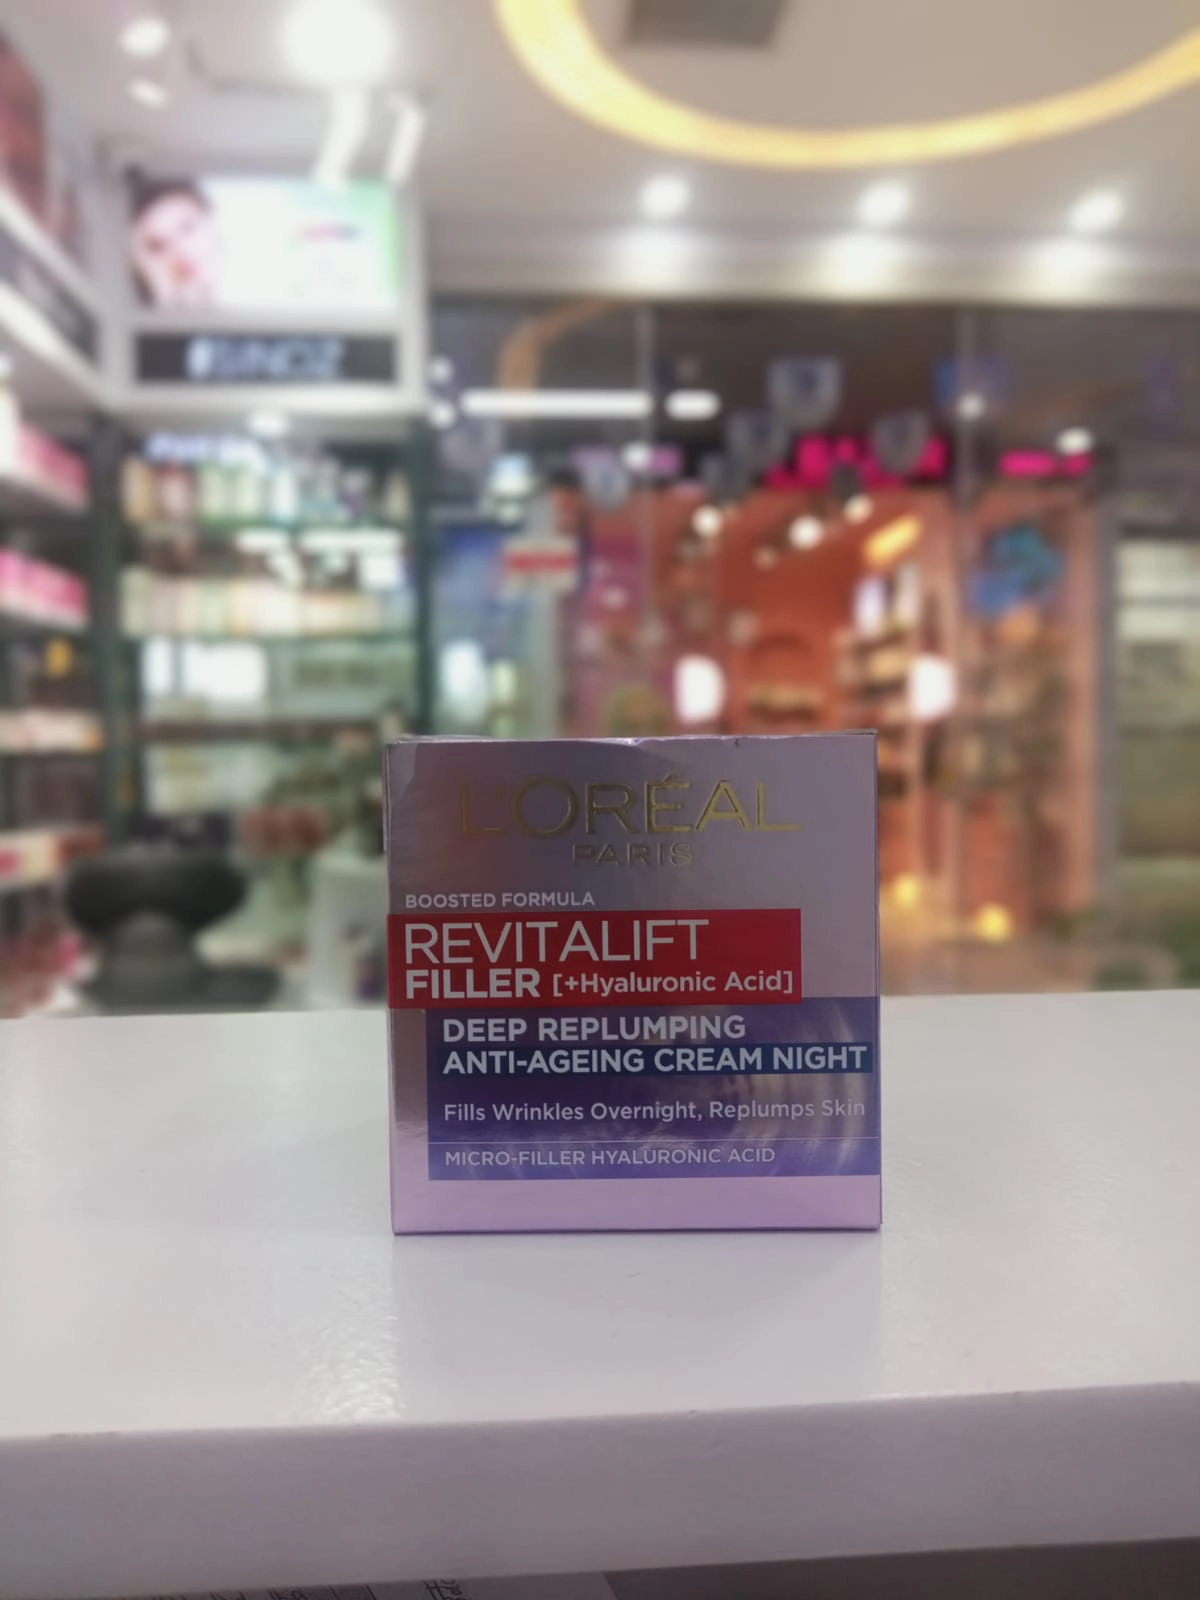 SINOZ
L'ORÉAL
PARIS
BOOSTED FORMULA
REVITALIFT
FILLER [+Hyaluronic Acid]
DEEP REPLUMPING
ANTI-AGEING CREAM NIGHT
Fills Wrinkles Overnight, Replumps Skin
MICRO-FILLER HYALURONIC ACID